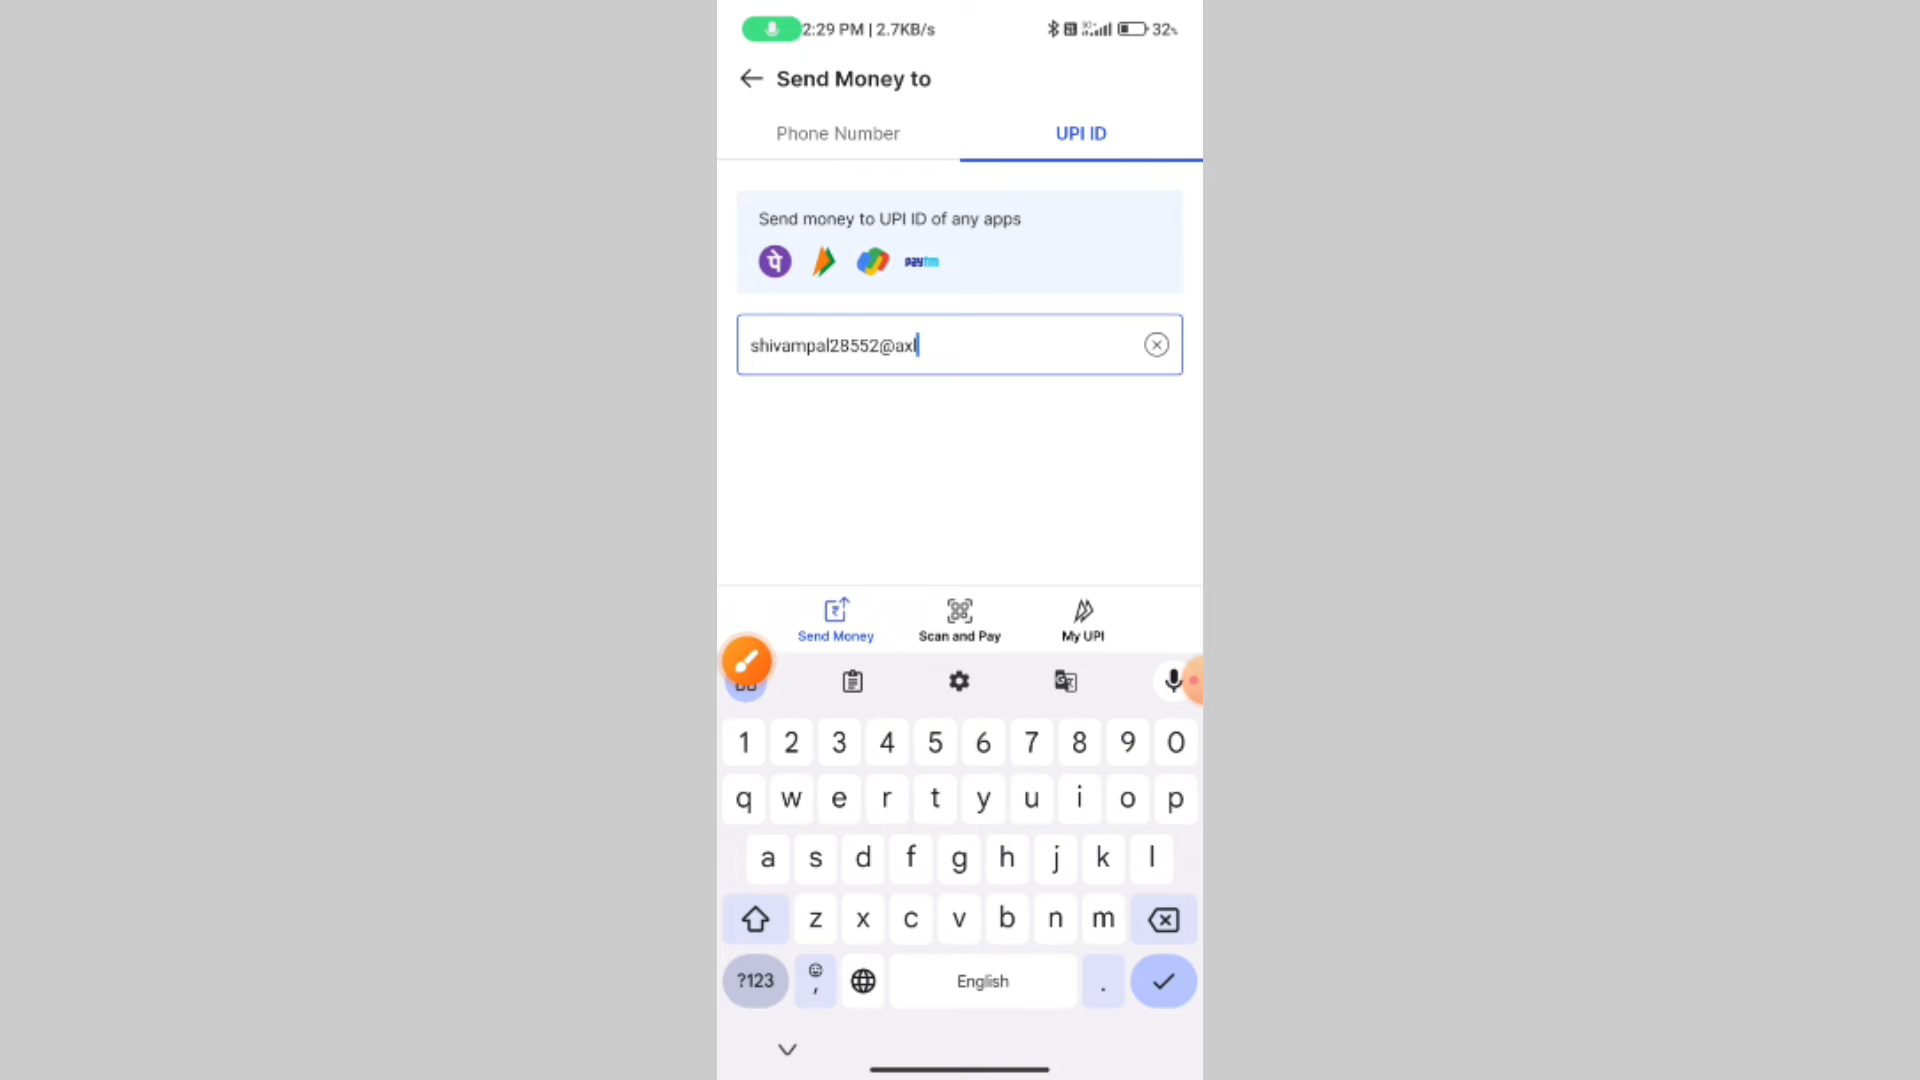 2:29 PM | 2.7KB/s
32%
Send Money to
Phone Number
UPI ID
Send money to UPI ID of any apps
पे
paytm
shivampal28552@axl
Send Money
Scan and Pay
My UPI
1 2 3 4 5 6 7 8 9 0
q w e r t y u i o p
a s d f g h j k l
z x c v b n m
?123
,
English
.